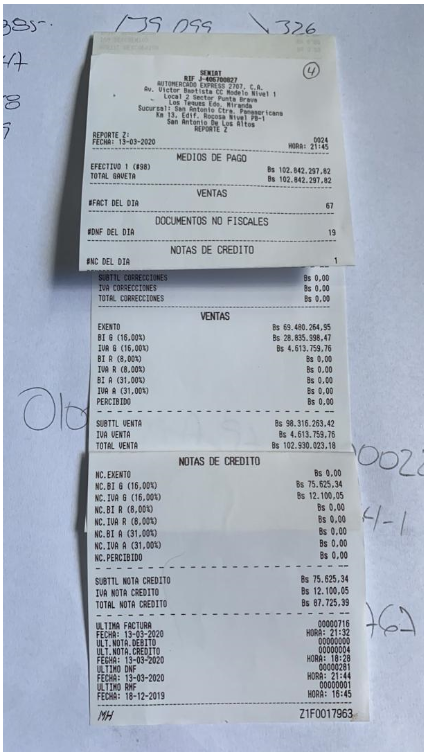 139 099
326
4
SENIAT
RIF J-406700827
AUTOMERCADO EXPRESS 2707, C.A.
Av. Victor Baptista CC Modelo Nivel 1
Local 2 Sector Punta Brava
Los Teques Edo. Miranda
Sucursal: San Antonio Ctra. Panamericana
Km 13, Edif. Rocosa Nivel PB-1
San Antonio De Los Altos
REPORTE Z
REPORTE Z: 0024
FECHA: 13-03-2020 HORA: 21:45
MEDIOS DE PAGO
EFECTIVO 1 (#98) Bs 102.842.297,82
TOTAL GAVETA Bs 102.842.297,82
VENTAS
#FACT DEL DIA 67
DOCUMENTOS NO FISCALES
#DNF DEL DIA 19
NOTAS DE CREDITO
#NC DEL DIA 1
SUBTTL CORRECCIONES Bs 0,00
IVA CORRECCIONES Bs 0,00
TOTAL CORRECCIONES Bs 0,00
VENTAS
EXENTO Bs 69.480.264,95
BI G (16,00%) Bs 28.835.998,47
IVA G (16,00%) Bs 4.613.759,76
BI R (8,00%) Bs 0,00
IVA R (8,00%) Bs 0,00
BI A (31,00%) Bs 0,00
IVA A (31,00%) Bs 0,00
PERCIBIDO Bs 0,00
SUBTTL VENTA Bs 98.316.263,42
IVA VENTA Bs 4.613.759,76
TOTAL VENTA Bs 102.930.023,18
NOTAS DE CREDITO
NC.EXENTO Bs 0,00
NC.BI G (16,00%) Bs 75.625,34
NC.IVA G (16,00%) Bs 12.100,05
NC.BI R (8,00%) Bs 0,00
NC.IVA R (8,00%) Bs 0,00
NC.BI A (31,00%) Bs 0,00
NC.IVA A (31,00%) Bs 0,00
NC.PERCIBIDO Bs 0,00
SUBTTL NOTA CREDITO Bs 75.625,34
IVA NOTA CREDITO Bs 12.100,05
TOTAL NOTA CREDITO Bs 87.725,39
ULTIMA FACTURA 00000716
FECHA: 13-03-2020 HORA: 21:32
ULT.NOTA.DEBITO 00000000
ULT.NOTA.CREDITO 00000004
FECHA: 13-03-2020 HORA: 18:28
ULTIMO DNF 00000281
FECHA: 13-03-2020 HORA: 21:44
ULTIMO RMF 00000001
FECHA: 18-12-2019 HORA: 16:45
MH Z1F0017963